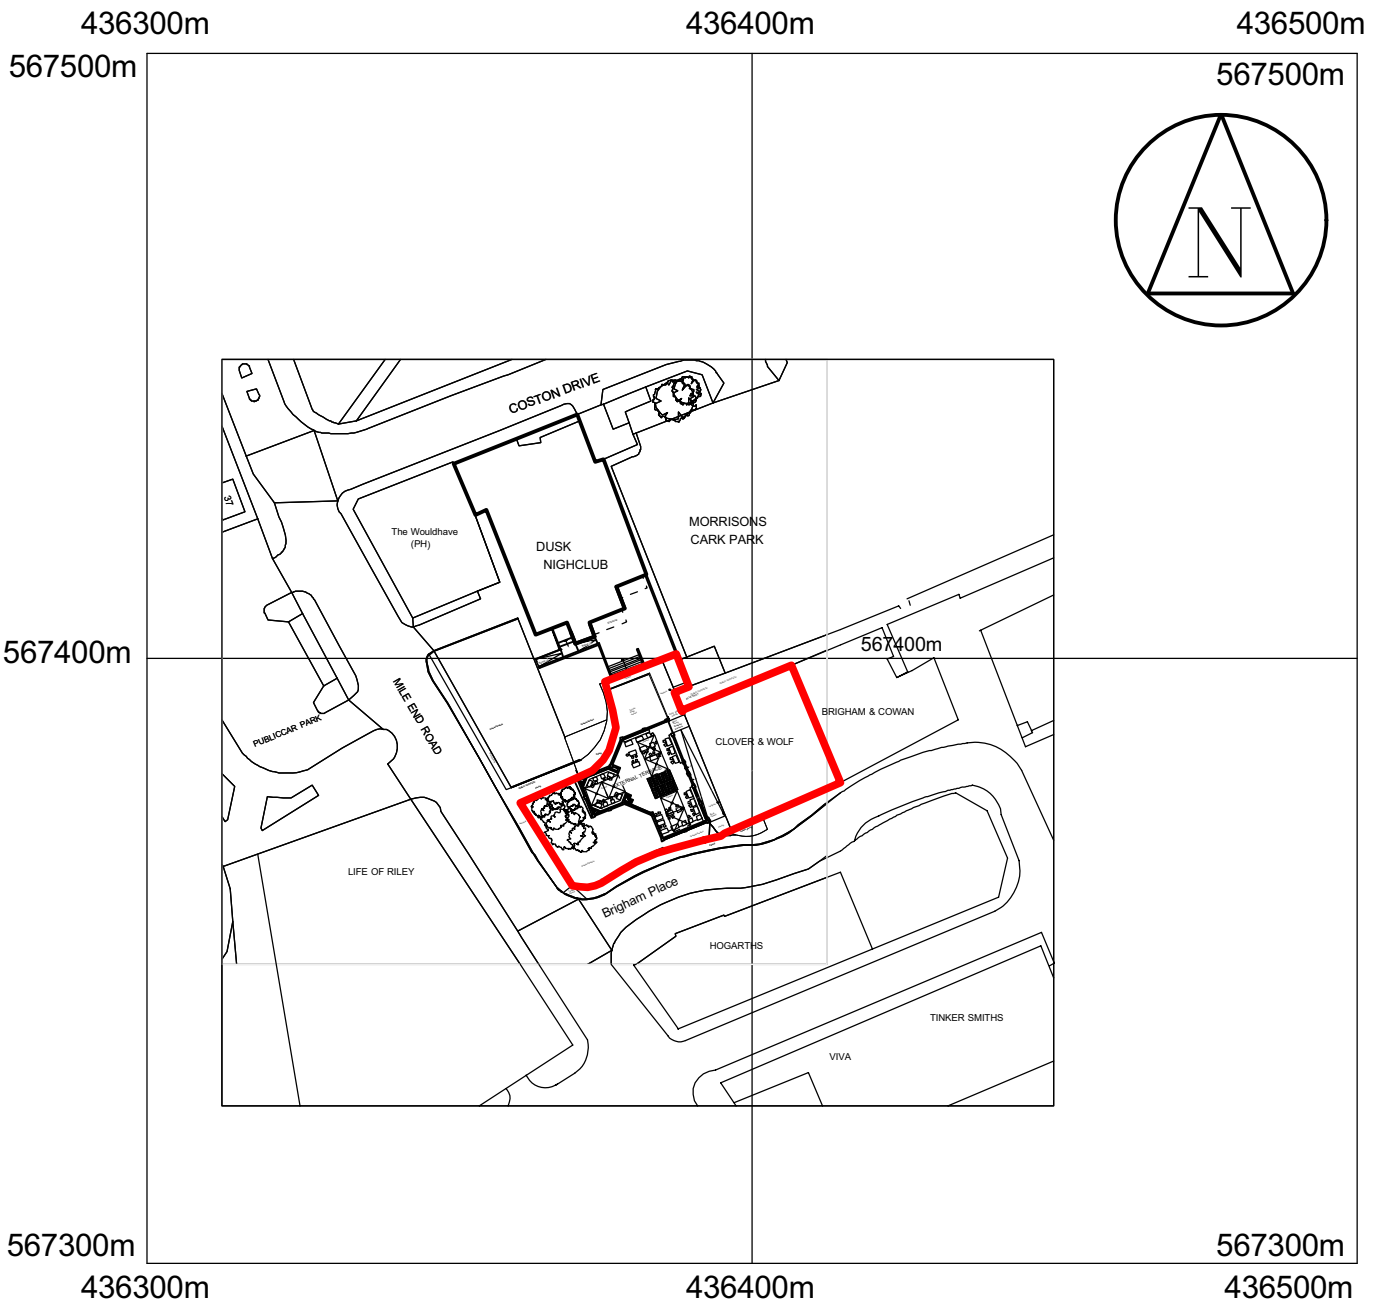 436300m
436400m
436500m
567500m
567500m
N
COSTON DRIVE
37
The Wouldhave
(PH)
MORRISONS
CARK PARK
DUSK
NIGHCLUB
567400m
567400m
MILE END ROAD
PUBLICCAR PARK
BRIGHAM & COWAN
CLOVER & WOLF
LIFE OF RILEY
Brigham Place
HOGARTHS
TINKER SMITHS
VIVA
567300m
567300m
436300m
436400m
436500m